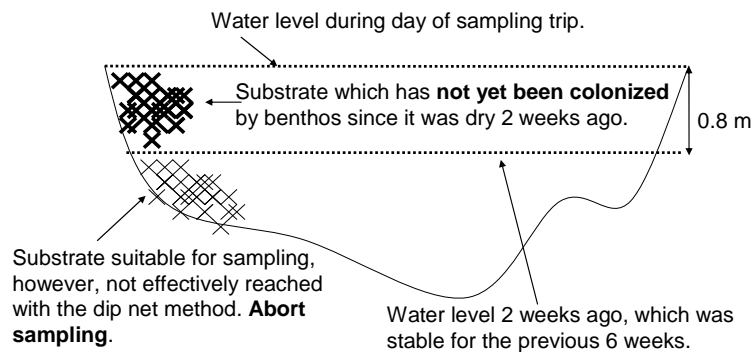 Water level during day of sampling trip.
Substrate which has not yet been colonized
by benthos since it was dry 2 weeks ago.
0.8 m
Substrate suitable for sampling,
however, not effectively reached
with the dip net method. Abort
sampling.
Water level 2 weeks ago, which was
stable for the previous 6 weeks.